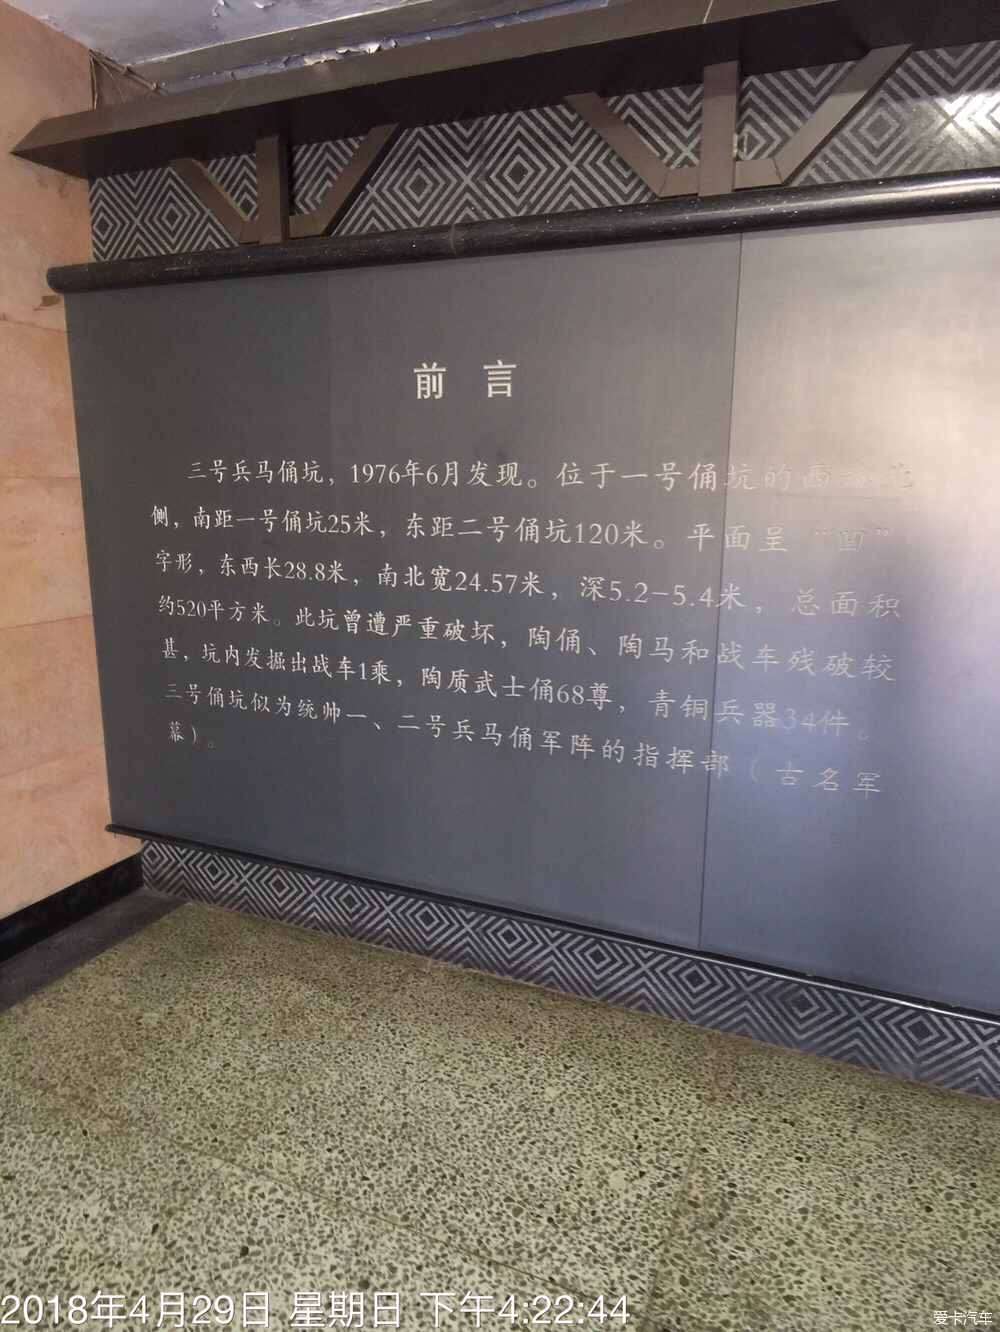 前 言
三号兵马俑坑，1976年6月发现。位于一号俑坑的西端北
侧，南距一号俑坑25米，东距二号俑坑120米。平面呈“凹”
字形，东西长28.8米，南北宽24.57米，深5.2-5.4米，总面积
约520平方米。此坑曾遭严重破坏，陶俑、陶马和战车残破较
甚，坑内发掘出战车1乘，陶质武士俑68尊，青铜兵器34件。
三号俑坑似为统帅一、二号兵马俑军阵的指挥部（古名军
幕）。
2018年4月29日 星期日 下午4:22:44
爱卡汽车